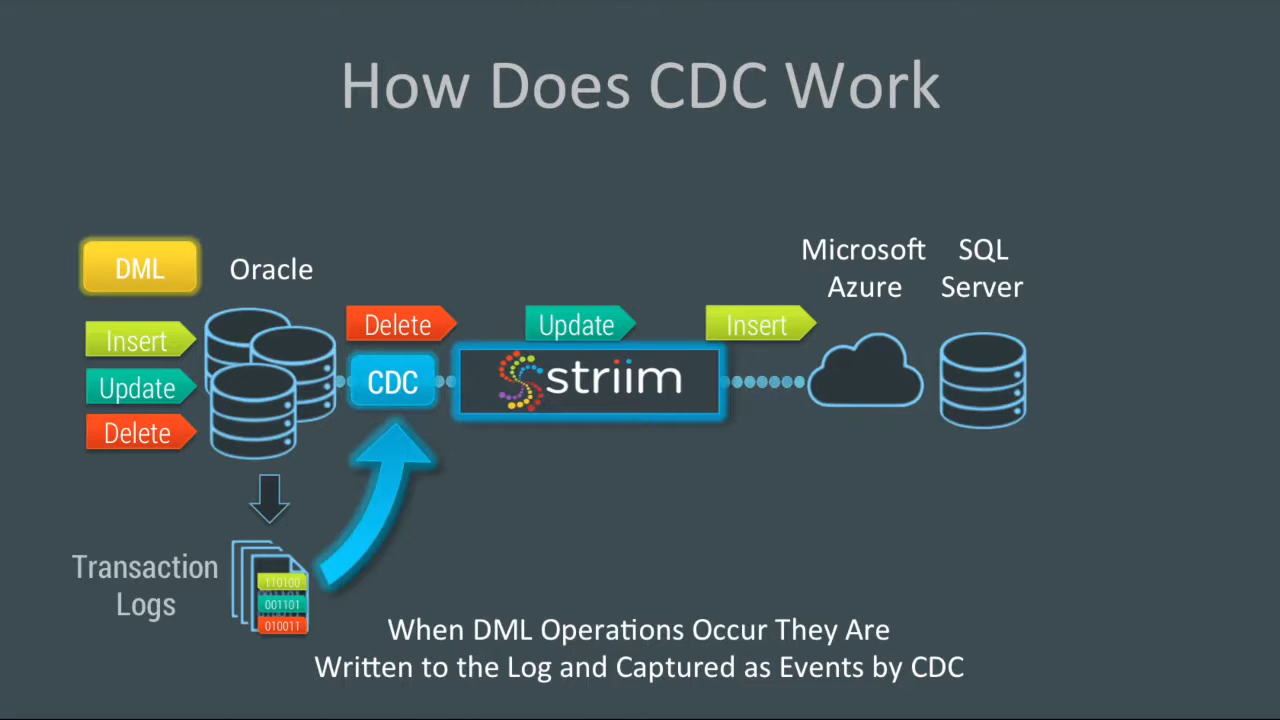 How Does CDC Work
DML
Oracle
Microsoft
Azure
SQL
Server
Insert
Update
Delete
Delete
Update
Insert
CDC
striim
Transaction
Logs
110100
001101
010011
When DML Operations Occur They Are
Written to the Log and Captured as Events by CDC